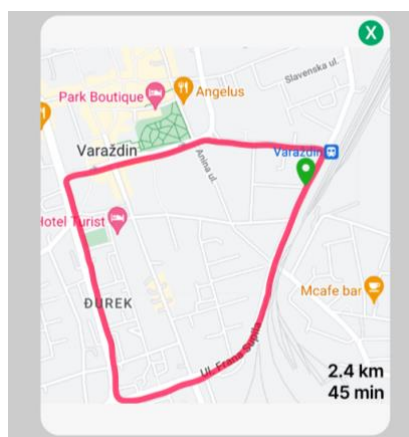 X
Slavenska ul.
Park Boutique
Angelus
Varaždin
Anina ul.
Varaždin
Hotel Turist
Mcafe bar
ĐUREK
Ul. Frana Supila
2.4 km
45 min